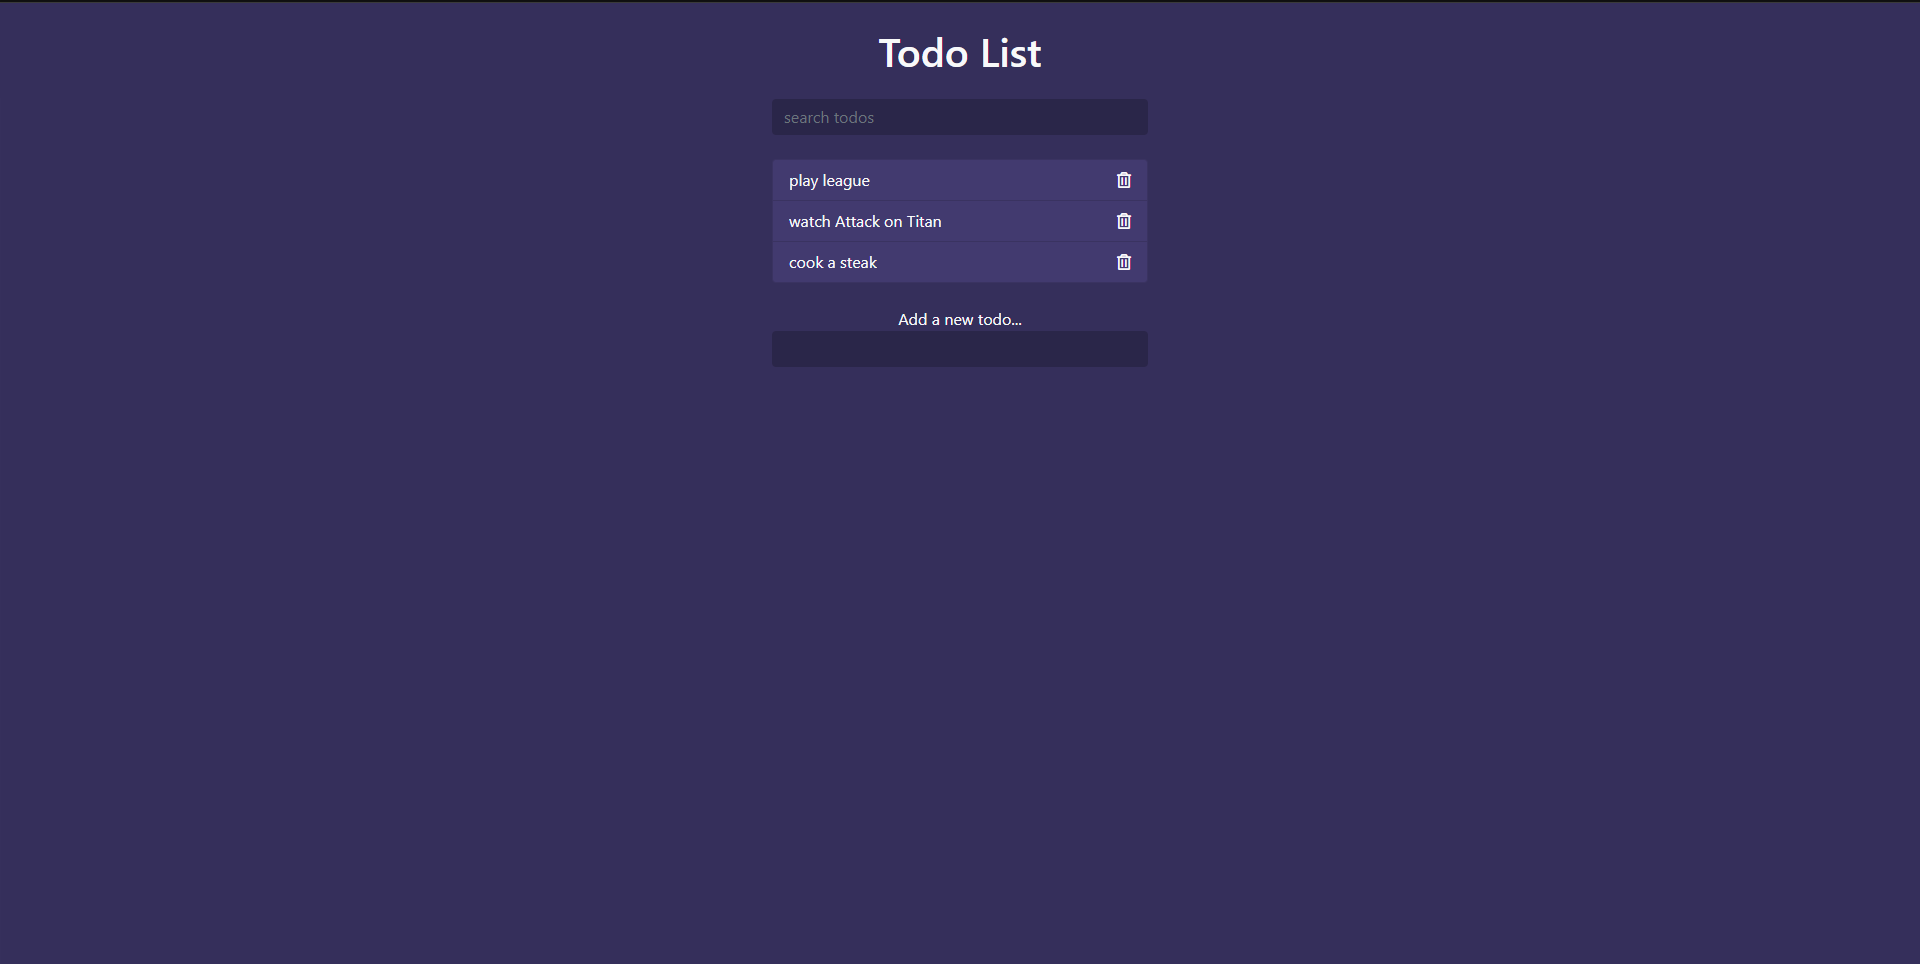 Todo List
search todos
play league
watch Attack on Titan
cook a steak
Add a new todo...